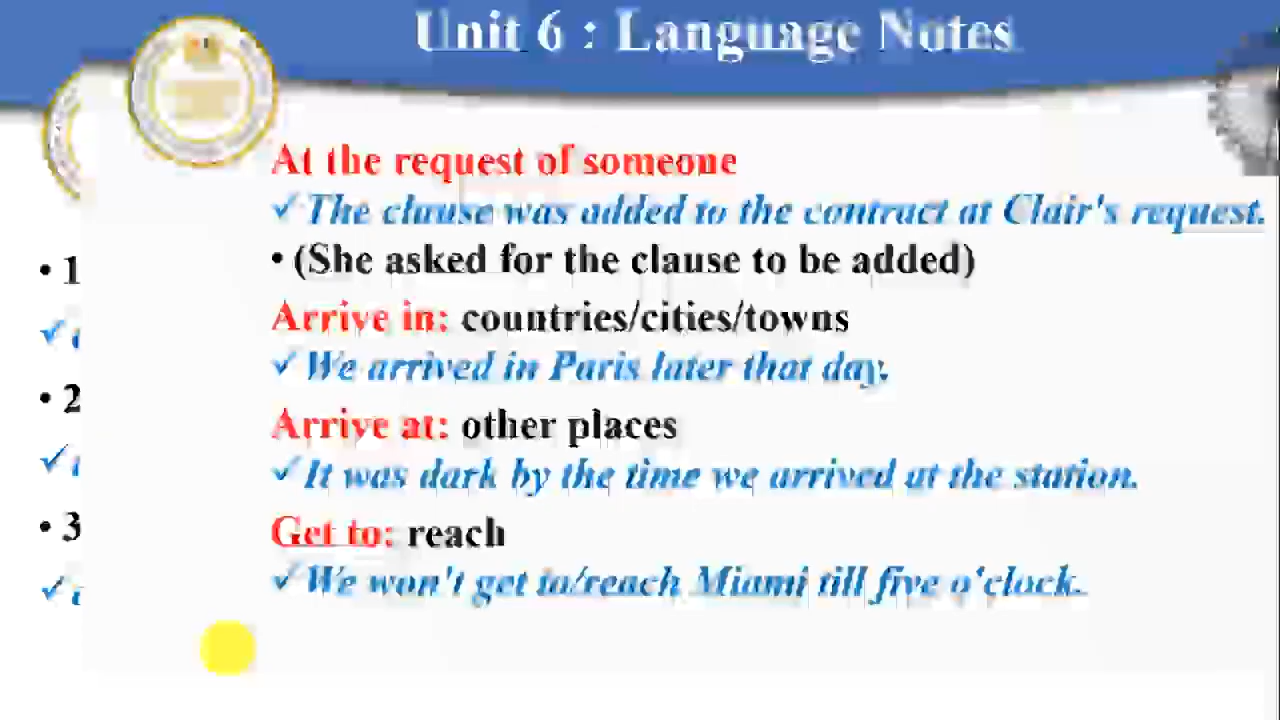 Unit 6 : Language Notes
At the request of someone
✓ The clause was added to the contract at Clair's request.
• (She asked for the clause to be added)
Arrive in: countries/cities/towns
✓ We arrived in Paris later that day.
Arrive at: other places
✓ It was dark by the time we arrived at the station.
Get to: reach
✓ We won't get to/reach Miami till five o'clock.
• 1
• 2
• 3